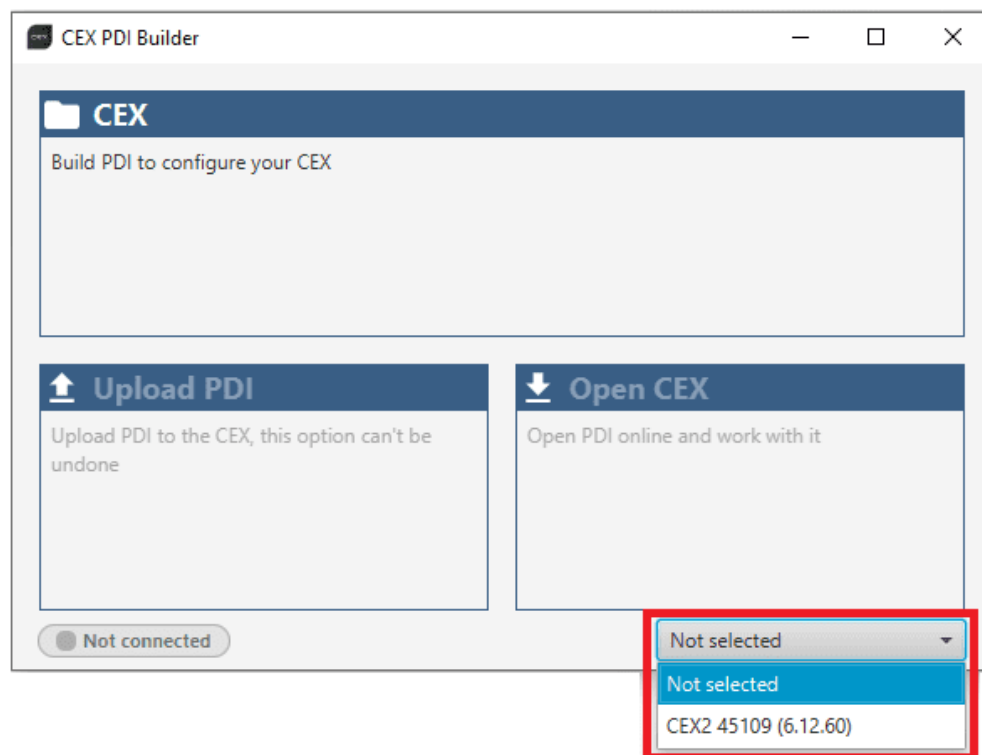 CEX PDI Builder
CEX
Build PDI to configure your CEX
Upload PDI
Upload PDI to the CEX, this option can't be
undone
Open CEX
Open PDI online and work with it
Not connected
Not selected
Not selected
CEX2 45109 (6.12.60)